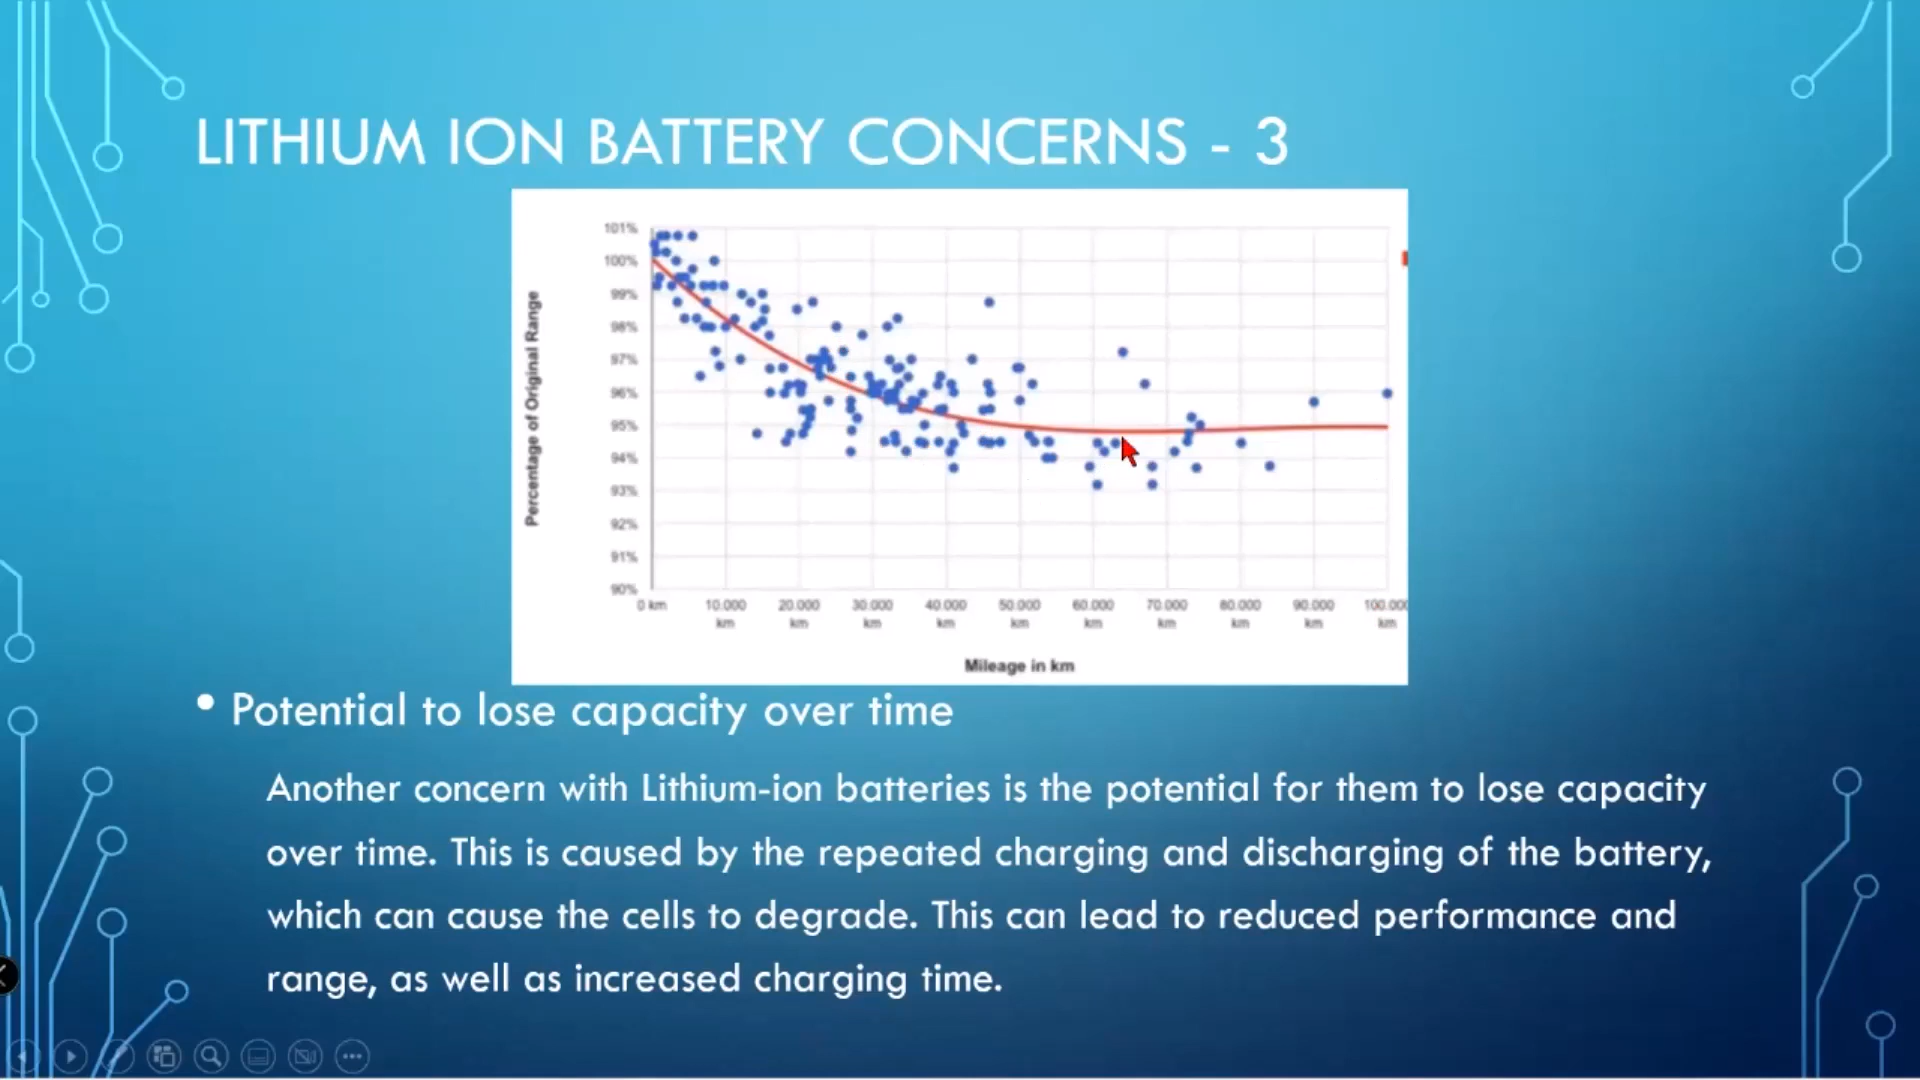 LITHIUM ION BATTERY CONCERNS - 3
101%
100%
99%
98%
97%
96%
95%
94%
93%
92%
91%
90%
Percentage of Original Range
0 km
10.000 km
20.000 km
30.000 km
40.000 km
50.000 km
60.000 km
70.000 km
80.000 km
90.000 km
100.000 km
Mileage in km
• Potential to lose capacity over time
Another concern with Lithium-ion batteries is the potential for them to lose capacity
over time. This is caused by the repeated charging and discharging of the battery,
which can cause the cells to degrade. This can lead to reduced performance and
range, as well as increased charging time.